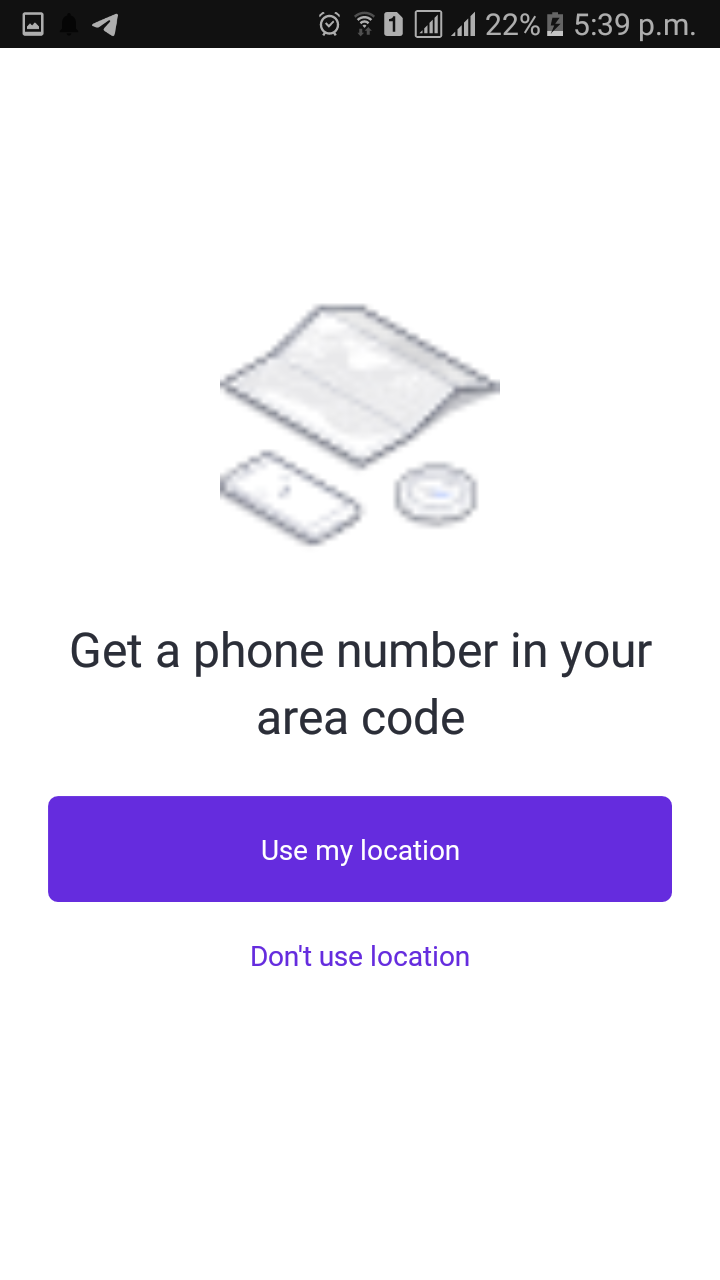 1 22% 5:39 p.m.
Get a phone number in your
area code
Use my location
Don't use location